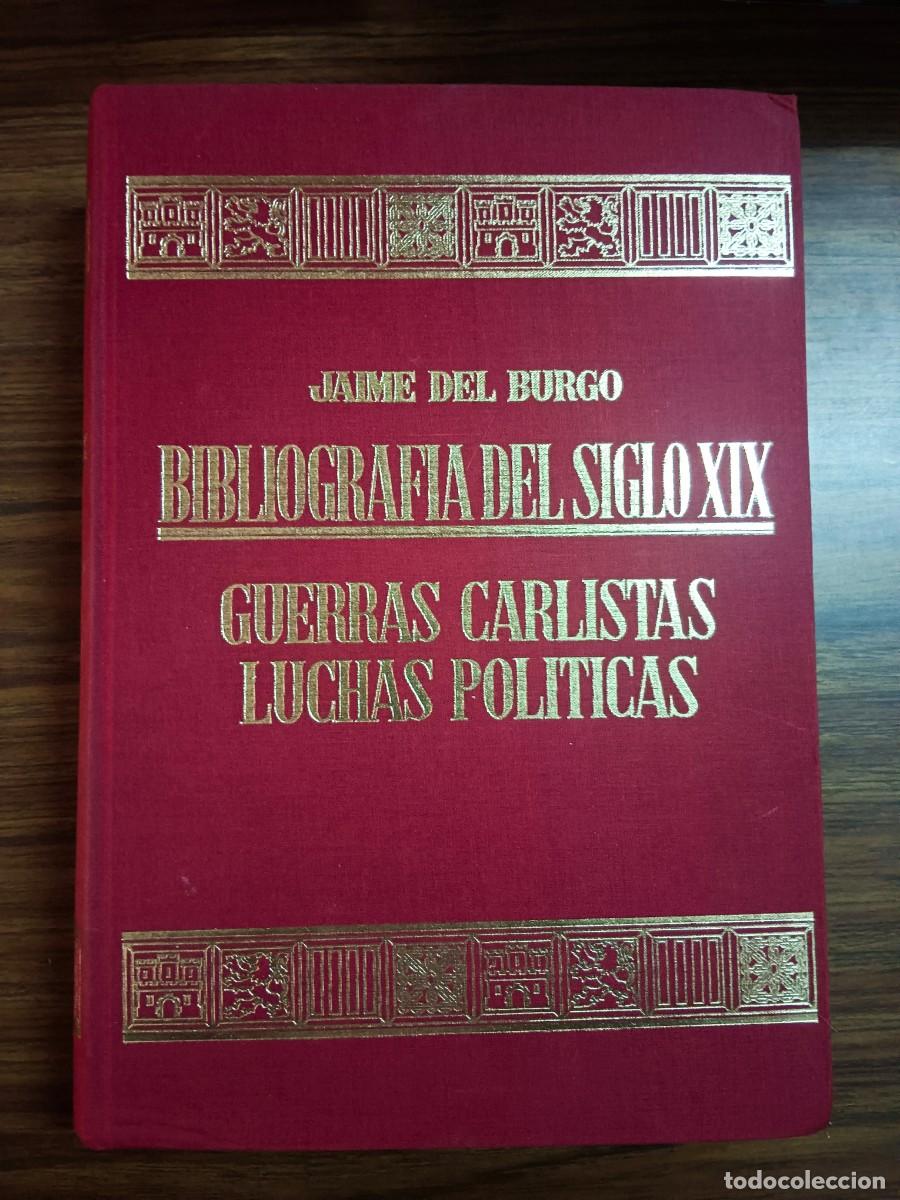 JAIME DEL BURGO
BIBLIOGRAFIA DEL SIGLO XIX
GUERRAS CARLISTAS
LUCHAS POLITICAS
todocoleccion